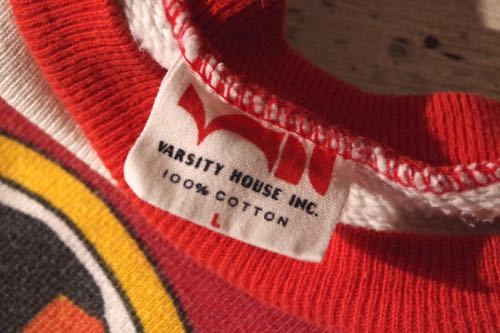 VARSITY HOUSE INC.
100% COTTON
L